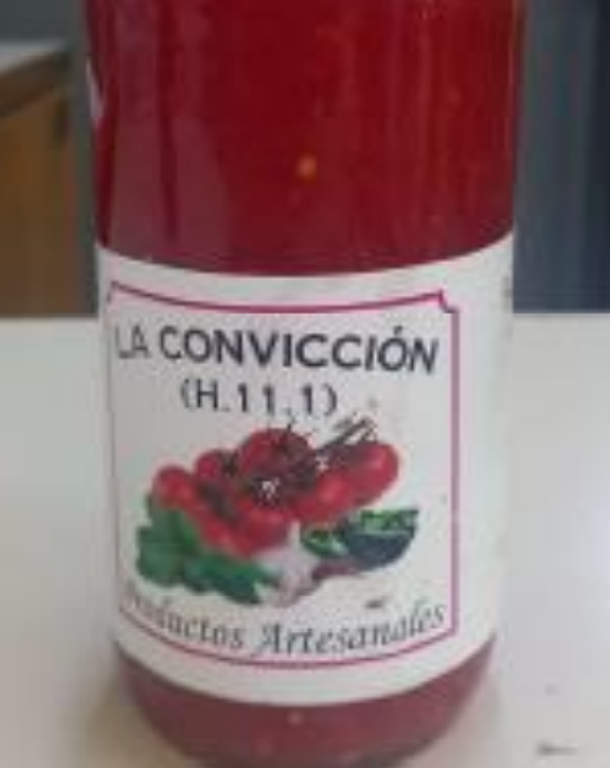 LA CONVICCIÓN
(H.11.1)
Productos Artesanales